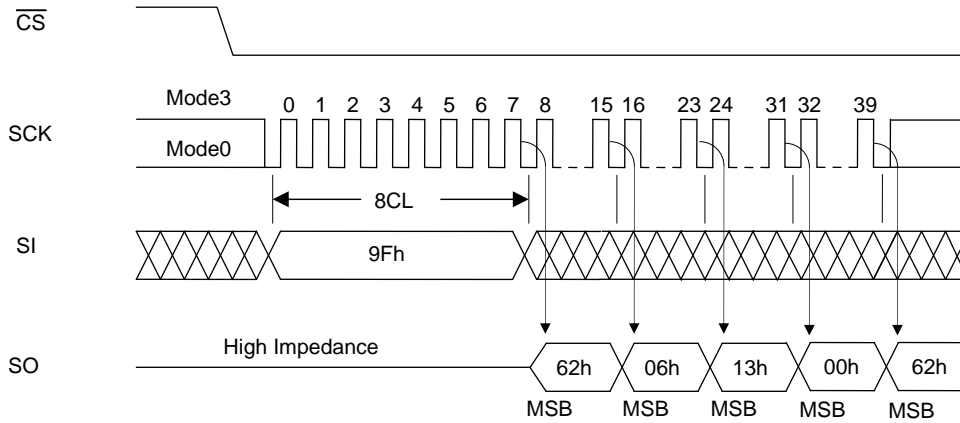 CS
Mode3
0 1 2 3 4 5 6 7 8 15 16 23 24 31 32 39
SCK
Mode0
8CL
SI
9Fh
High Impedance
SO
62h 06h 13h 00h 62h
MSB MSB MSB MSB MSB